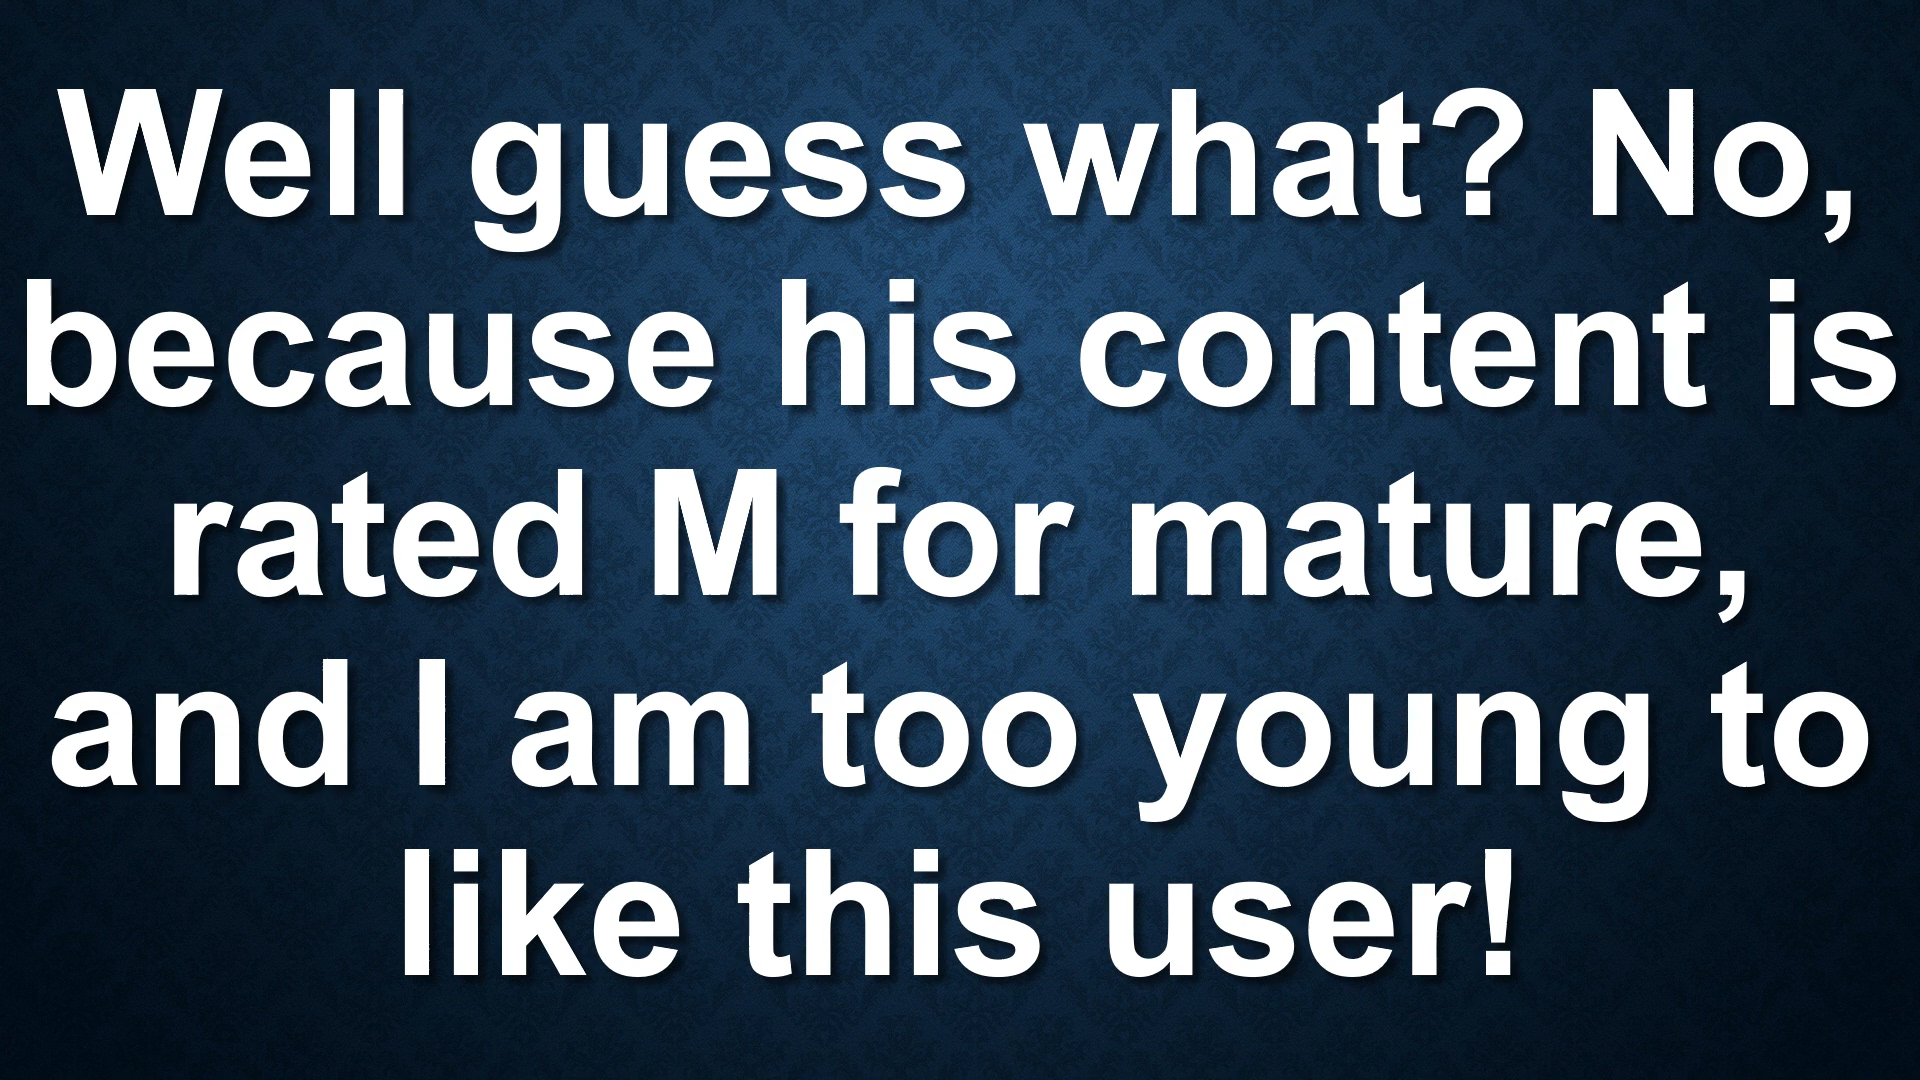 Well guess what? No,
because his content is
rated M for mature,
and I am too young to
like this user!